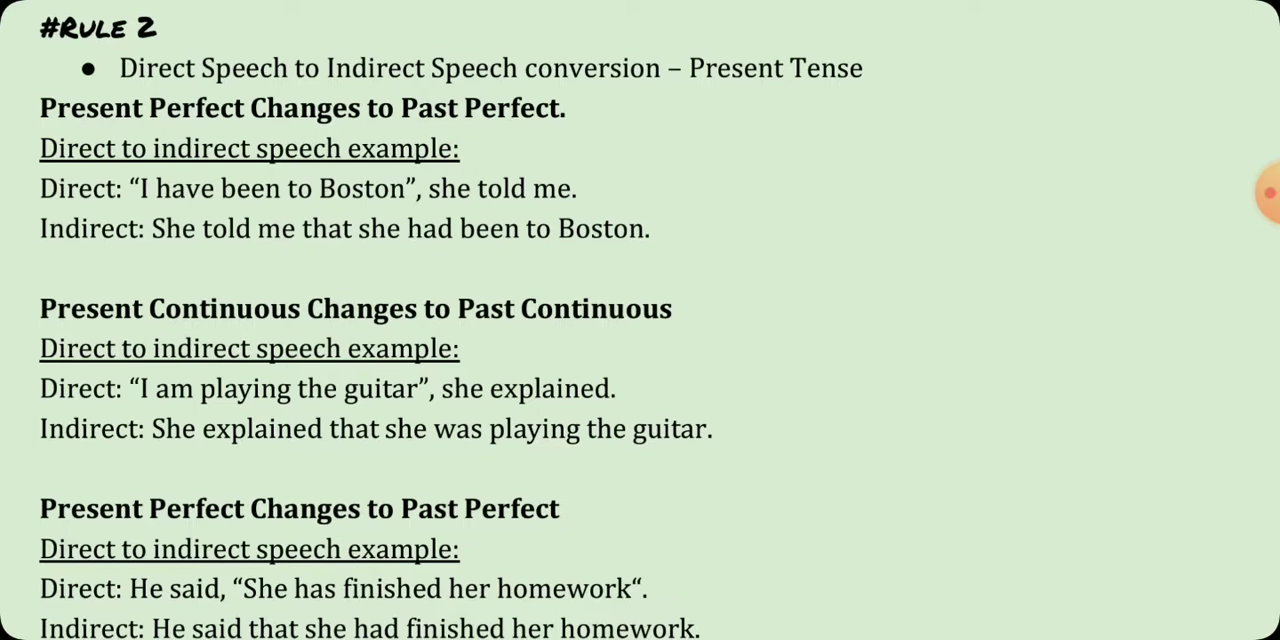 #Rule 2
● Direct Speech to Indirect Speech conversion – Present Tense
Present Perfect Changes to Past Perfect.
Direct to indirect speech example:
Direct: “I have been to Boston”, she told me.
Indirect: She told me that she had been to Boston.
Present Continuous Changes to Past Continuous
Direct to indirect speech example:
Direct: “I am playing the guitar”, she explained.
Indirect: She explained that she was playing the guitar.
Present Perfect Changes to Past Perfect
Direct to indirect speech example:
Direct: He said, “She has finished her homework“.
Indirect: He said that she had finished her homework.